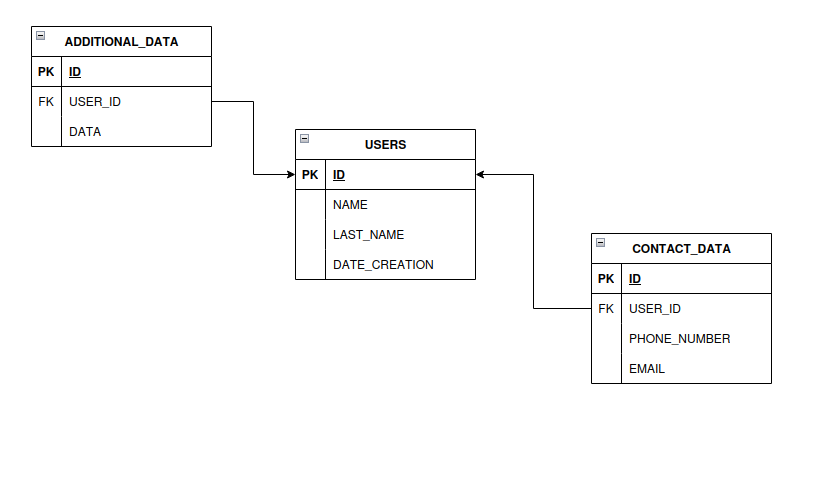 ADDITIONAL_DATA
PK ID
FK USER_ID
DATA
USERS
PK ID
NAME
LAST_NAME
DATE_CREATION
CONTACT_DATA
PK ID
FK USER_ID
PHONE_NUMBER
EMAIL